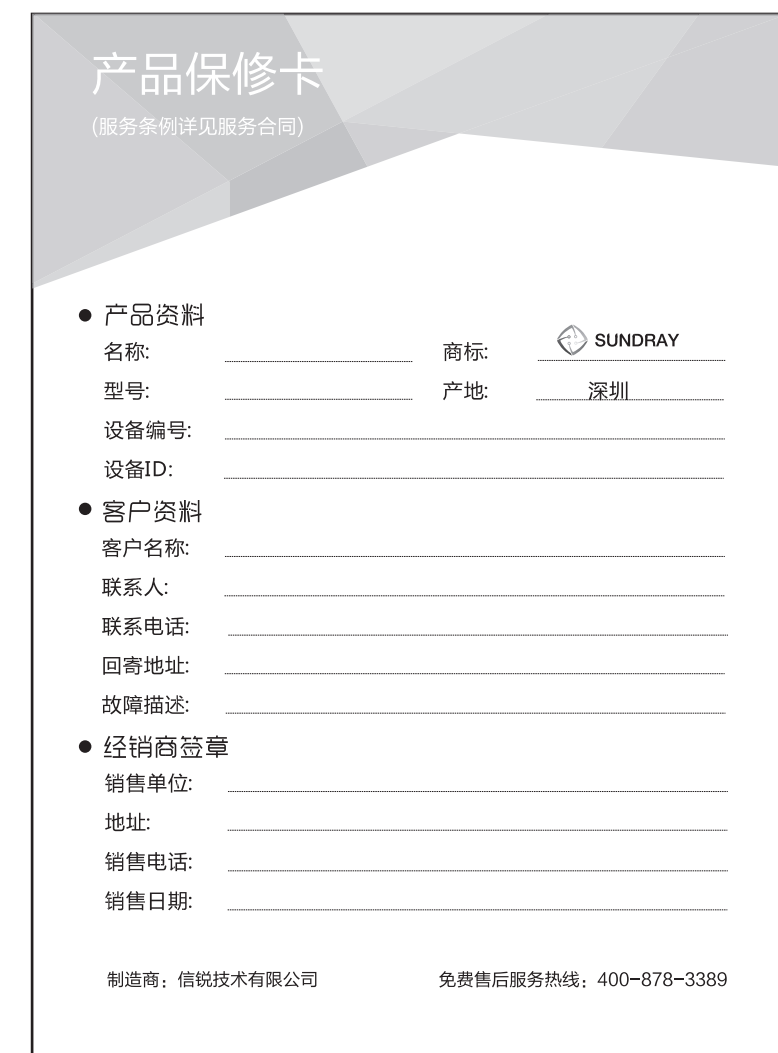 产品保修卡
(服务条例详见服务合同)
● 产品资料
名称: 商标: SUNDRAY
型号: 产地: 深圳
设备编号:
设备ID:
● 客户资料
客户名称:
联系人:
联系电话:
回寄地址:
故障描述:
● 经销商签章
销售单位:
地址:
销售电话:
销售日期:
制造商：信锐技术有限公司 免费售后服务热线：400-878-3389